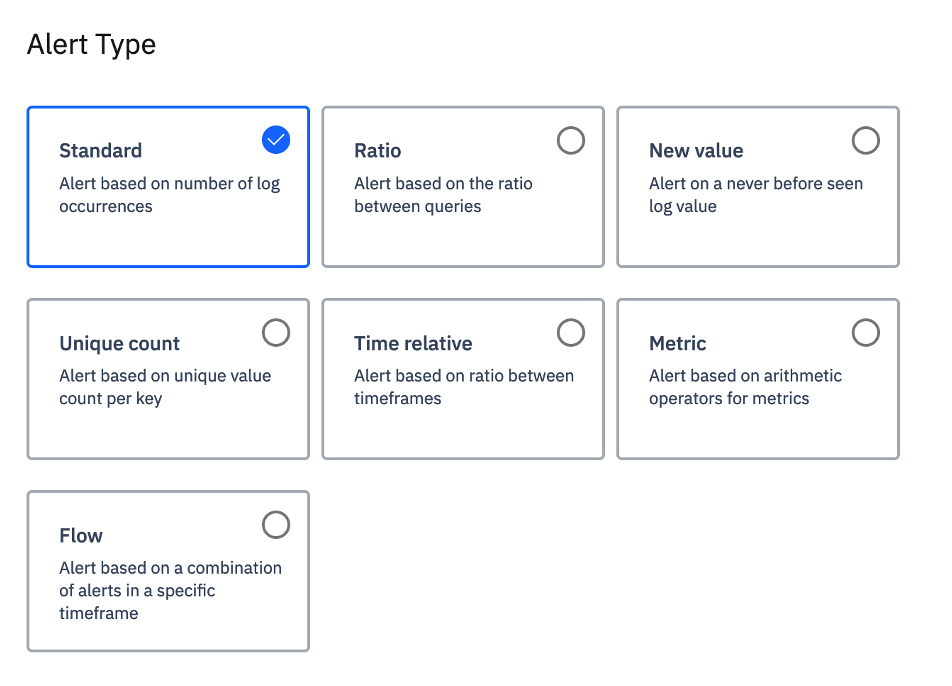 Alert Type
Standard
Alert based on number of log
occurrences
Ratio
Alert based on the ratio
between queries
New value
Alert on a never before seen
log value
Unique count
Alert based on unique value
count per key
Time relative
Alert based on ratio between
timeframes
Metric
Alert based on arithmetic
operators for metrics
Flow
Alert based on a combination
of alerts in a specific
timeframe